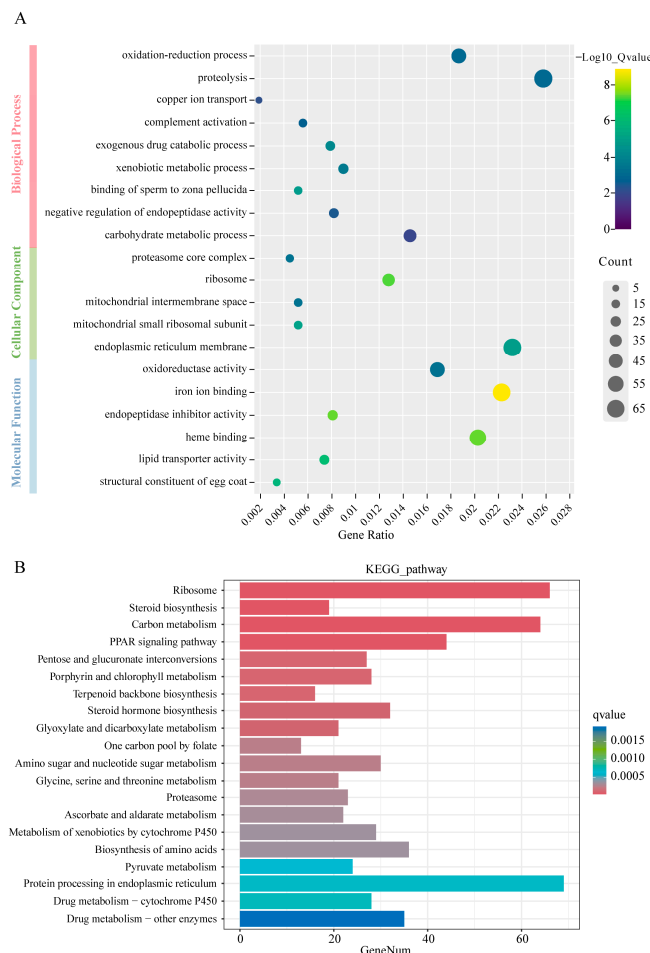 A
Biological Process
Cellular Component
Molecular Function
oxidation-reduction process
proteolysis
copper ion transport
complement activation
exogenous drug catabolic process
xenobiotic metabolic process
binding of sperm to zona pellucida
negative regulation of endopeptidase activity
carbohydrate metabolic process
proteasome core complex
ribosome
mitochondrial intermembrane space
mitochondrial small ribosomal subunit
endoplasmic reticulum membrane
oxidoreductase activity
iron ion binding
endopeptidase inhibitor activity
heme binding
lipid transporter activity
structural constituent of egg coat
0.002 0.004 0.006 0.008 0.01 0.012 0.014 0.016 0.018 0.02 0.022 0.024 0.026 0.028
Gene Ratio
−Log10_Qvalue
8
6
4
2
0
Count
5
15
25
35
45
55
65
B
KEGG_pathway
Ribosome
Steroid biosynthesis
Carbon metabolism
PPAR signaling pathway
Pentose and glucuronate interconversions
Porphyrin and chlorophyll metabolism
Terpenoid backbone biosynthesis
Steroid hormone biosynthesis
Glyoxylate and dicarboxylate metabolism
One carbon pool by folate
Amino sugar and nucleotide sugar metabolism
Glycine, serine and threonine metabolism
Proteasome
Ascorbate and aldarate metabolism
Metabolism of xenobiotics by cytochrome P450
Biosynthesis of amino acids
Pyruvate metabolism
Protein processing in endoplasmic reticulum
Drug metabolism − cytochrome P450
Drug metabolism − other enzymes
0 20 40 60
GeneNum
qvalue
0.0015
0.0010
0.0005